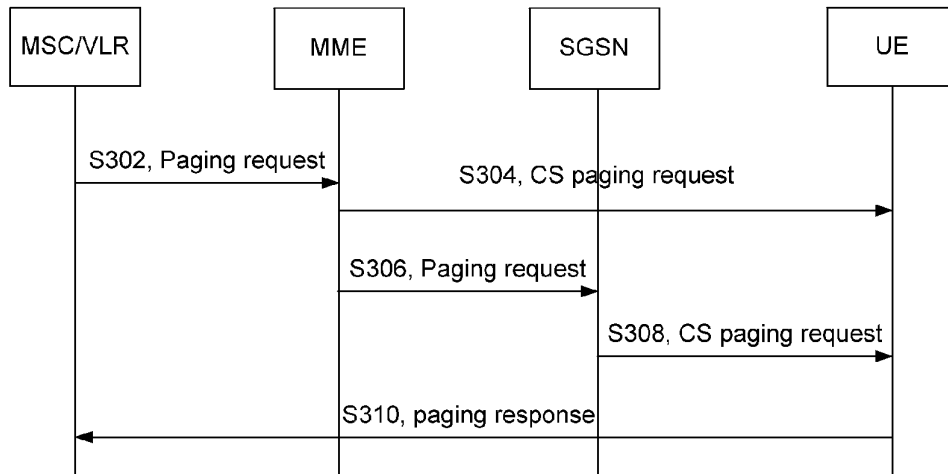 MSC/VLR
MME
SGSN
UE
S302, Paging request
S304, CS paging request
S306, Paging request
S308, CS paging request
S310, paging response